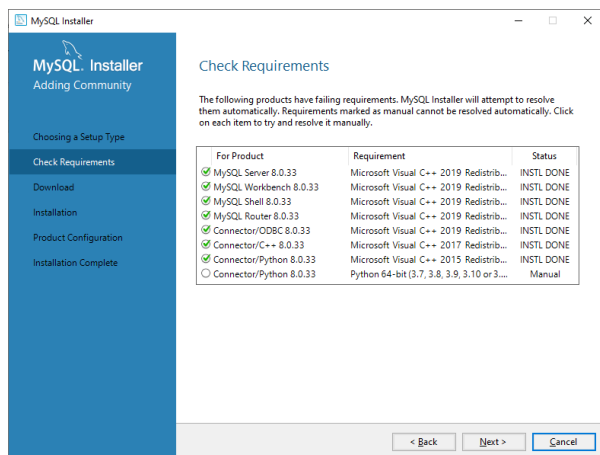 MySQL Installer
MySQL. Installer
Adding Community
Choosing a Setup Type
Check Requirements
Download
Installation
Product Configuration
Installation Complete
Check Requirements
The following products have failing requirements. MySQL Installer will attempt to resolve
them automatically. Requirements marked as manual cannot be resolved automatically. Click
on each item to try and resolve it manually.
For Product Requirement Status
MySQL Server 8.0.33 Microsoft Visual C++ 2019 Redistrib... INSTL DONE
MySQL Workbench 8.0.33 Microsoft Visual C++ 2019 Redistrib... INSTL DONE
MySQL Shell 8.0.33 Microsoft Visual C++ 2019 Redistrib... INSTL DONE
MySQL Router 8.0.33 Microsoft Visual C++ 2019 Redistrib... INSTL DONE
Connector/ODBC 8.0.33 Microsoft Visual C++ 2019 Redistrib... INSTL DONE
Connector/C++ 8.0.33 Microsoft Visual C++ 2017 Redistrib... INSTL DONE
Connector/Python 8.0.33 Microsoft Visual C++ 2015 Redistrib... INSTL DONE
Connector/Python 8.0.33 Python 64-bit (3.7, 3.8, 3.9, 3.10 or 3.... Manual
< Back Next > Cancel